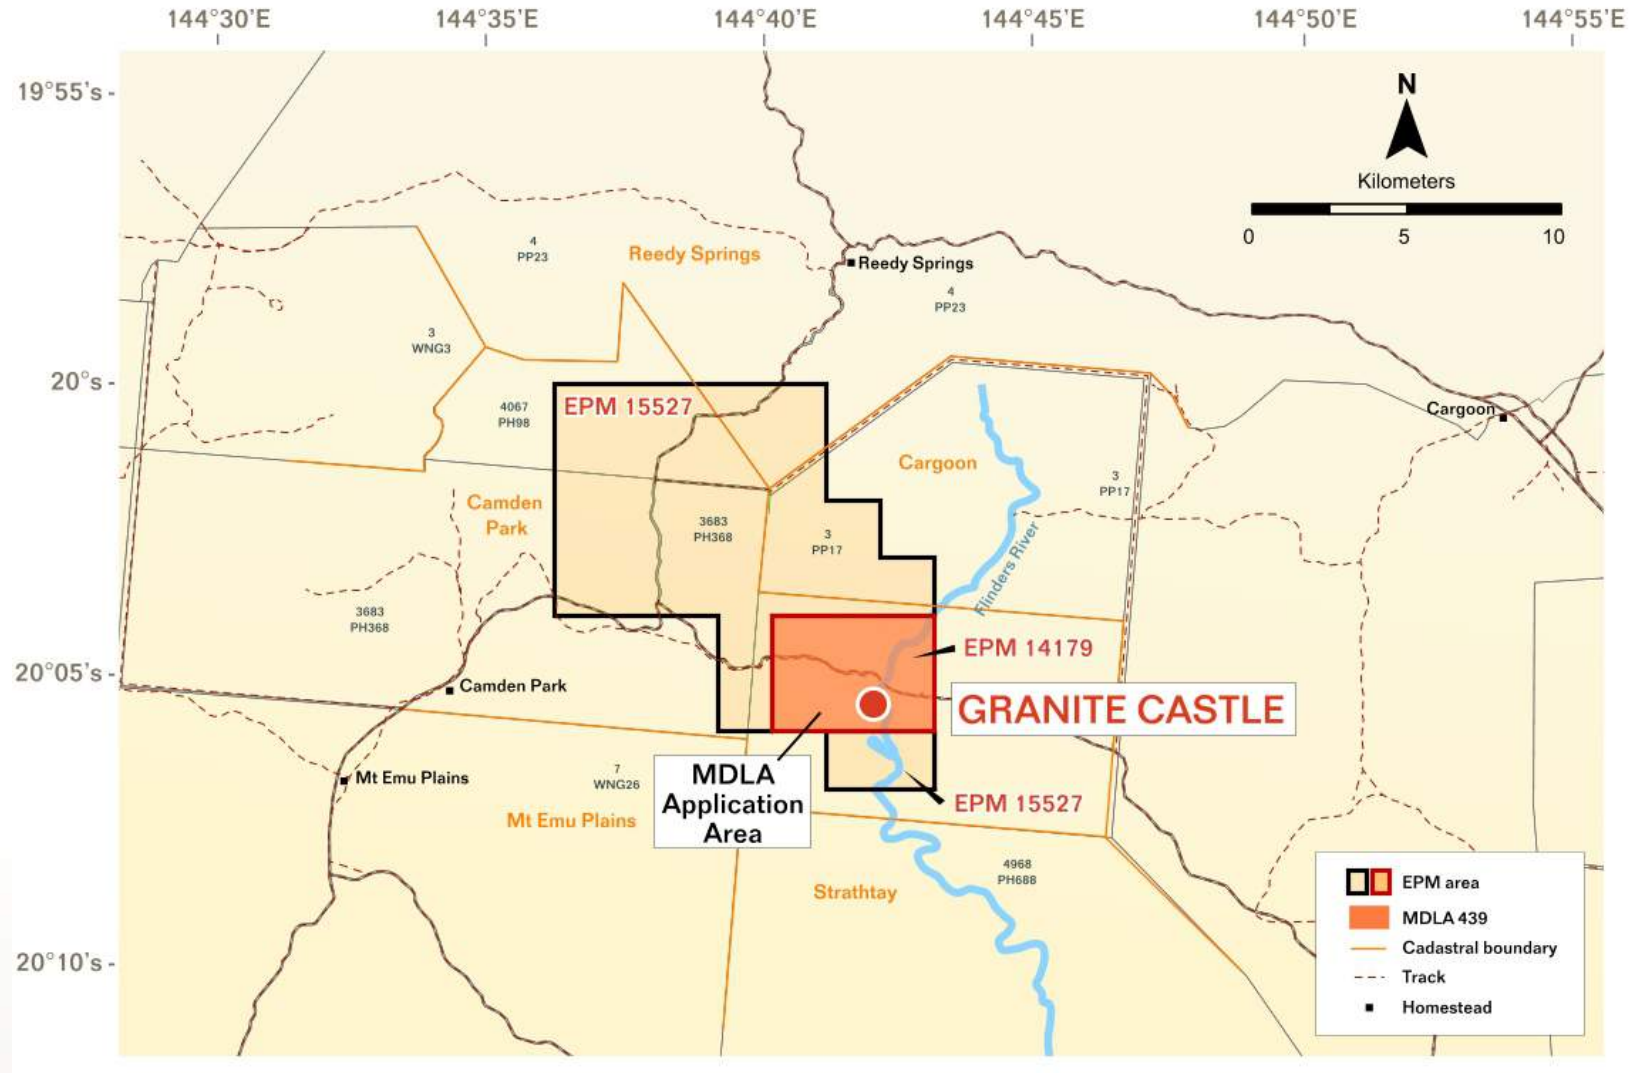 144°30'E 144°35'E 144°40'E 144°45'E 144°50'E 144°55'E
19°55's
20°s
20°05's
20°10's
N
Kilometers
0 5 10
4
PP23
Reedy Springs
Reedy Springs
4
PP23
3
WNG3
4067
PH98
EPM 15527
Cargoon
Cargoon
3
PP17
Camden
Park
3683
PH368
3
PP17
Flinders River
3683
PH368
EPM 14179
Camden Park
GRANITE CASTLE
Mt Emu Plains
7
WNG26
MDLA
Application
Area
EPM 15527
Mt Emu Plains
Strathtay
4968
PH688
EPM area
MDLA 439
Cadastral boundary
Track
Homestead